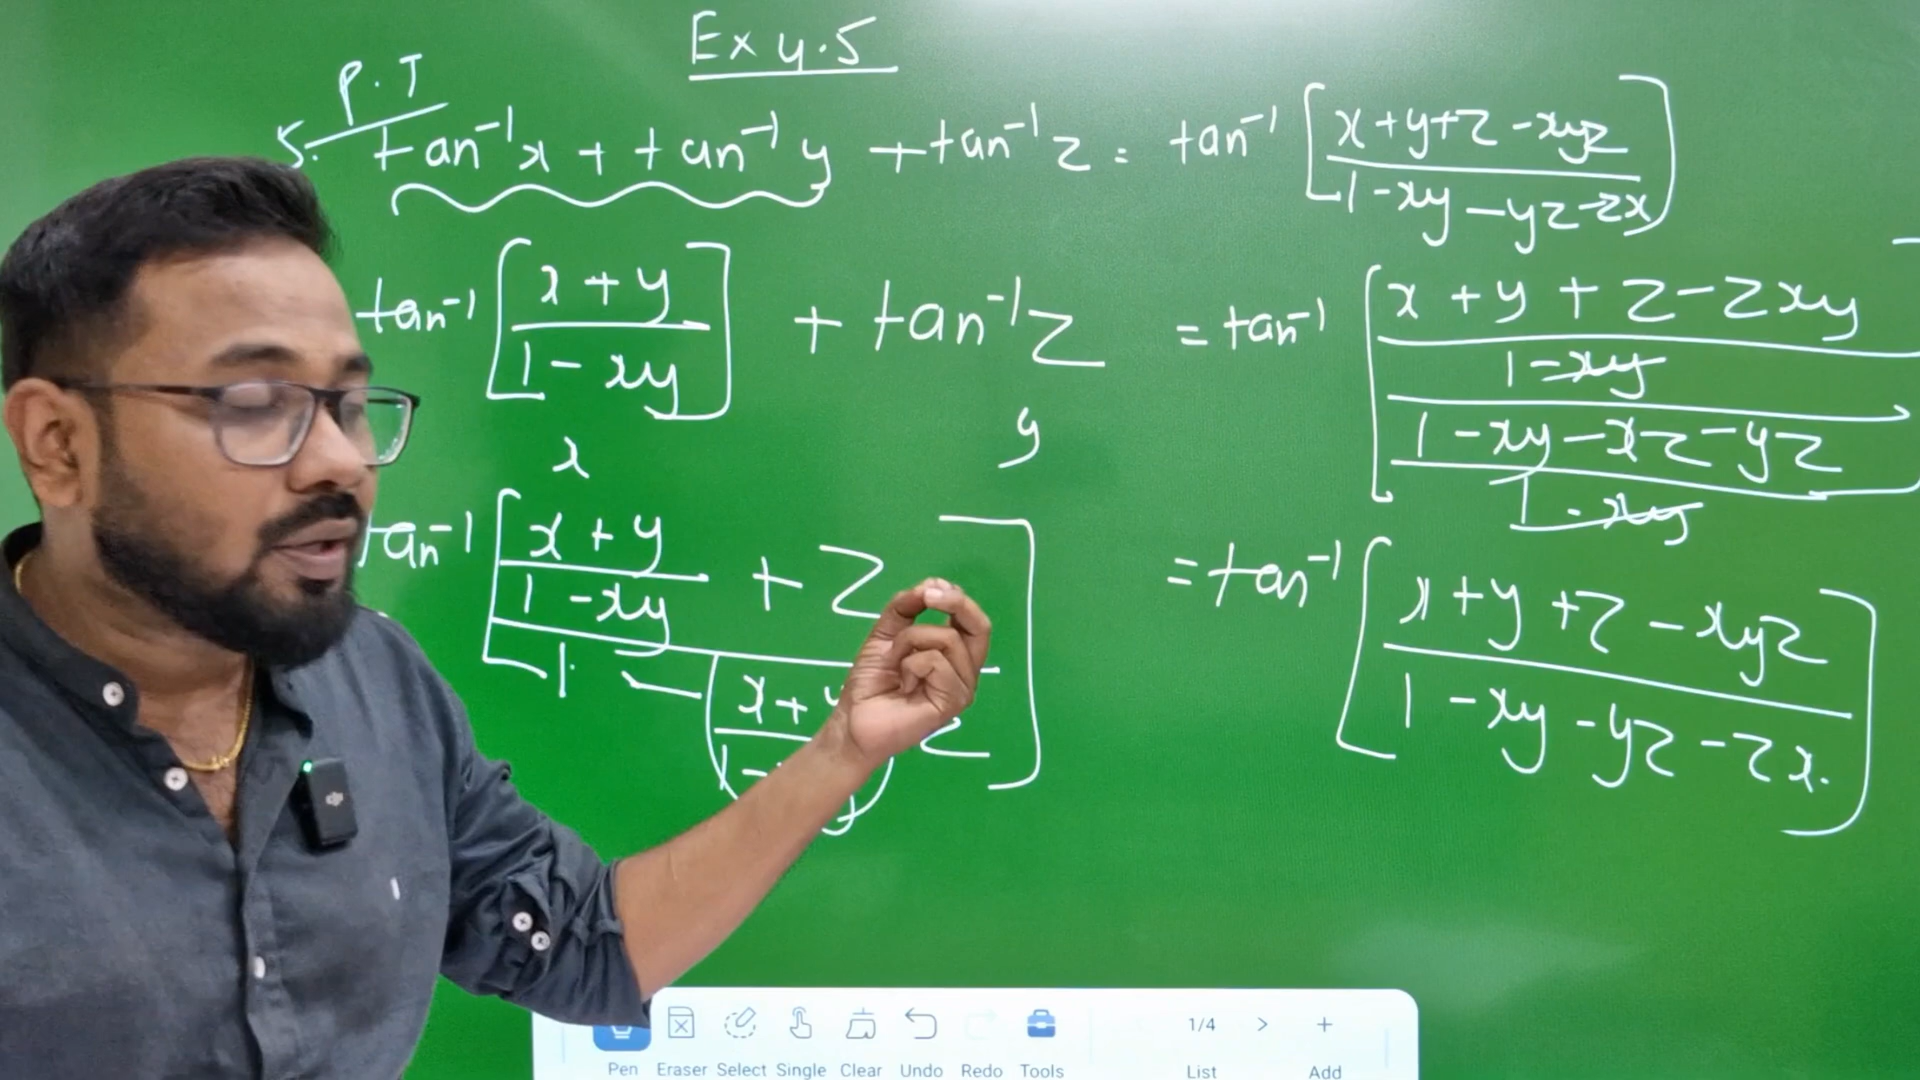 Ex 4.5
P.T
5. tan⁻¹x + tan⁻¹y + tan⁻¹z = tan⁻¹ [(x+y+z-xyz)/(1-xy-yz-zx)]
tan⁻¹ [(x+y)/(1-xy)] + tan⁻¹z
x y
tan⁻¹ [((x+y)/(1-xy) + z)/(1 - (x+y/1-
= tan⁻¹ [((x+y+z-zxy)/(1-xy))/((1-xy-xz-yz)/(1-xy))
= tan⁻¹ [(x+y+z-xyz)/(1-xy-yz-zx.)]
1/4 > +
Pen Eraser Select Single Clear Undo Redo Tools List Add